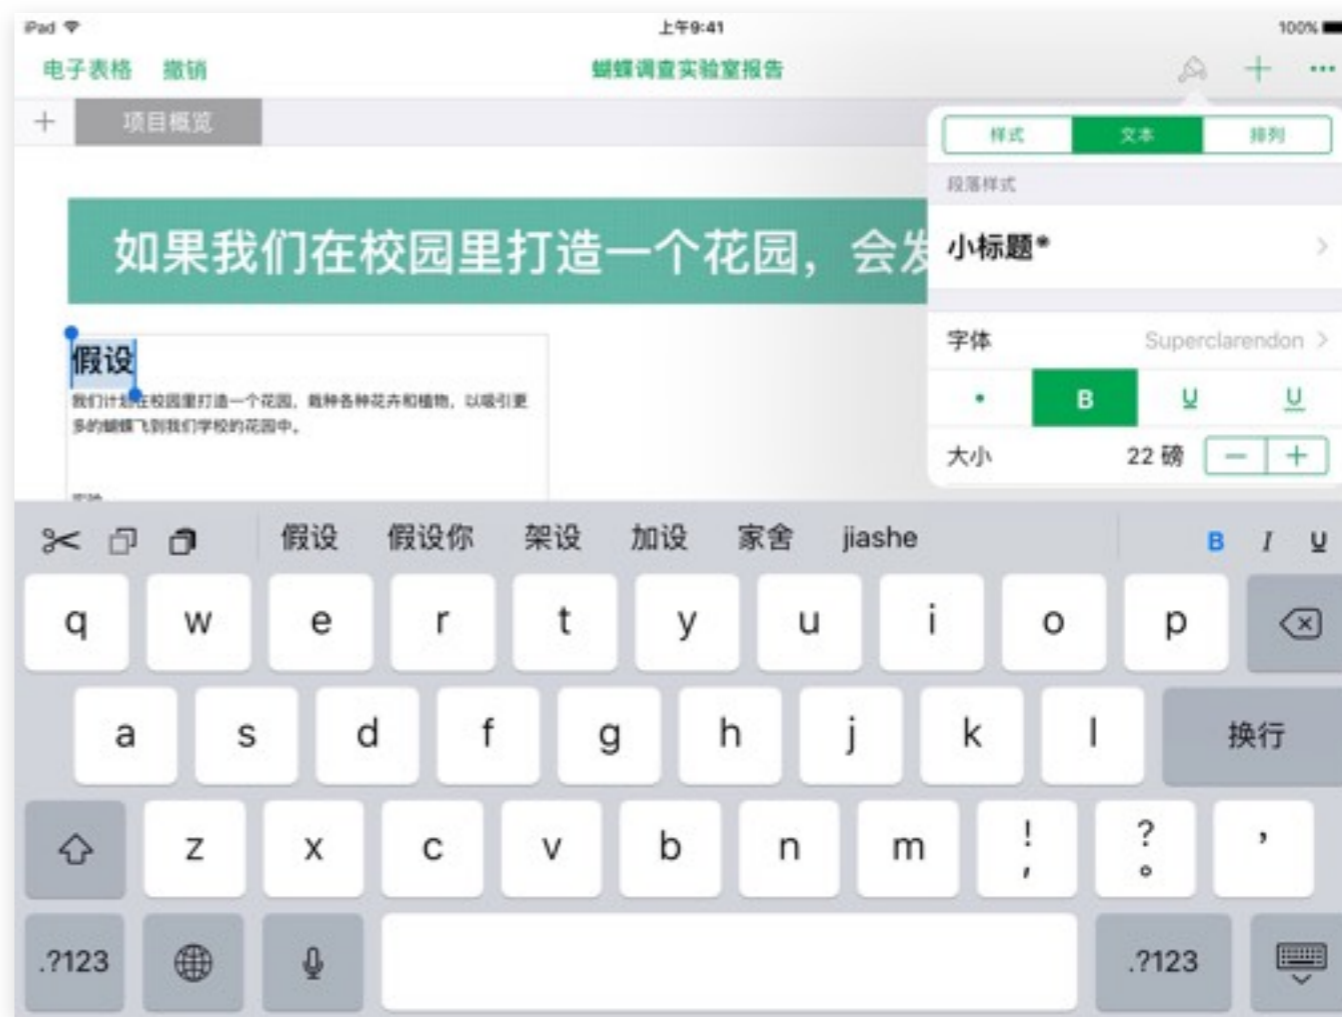 iPad 上午9:41 100%
电子表格 撤销 蝴蝶调查实验室报告
项目概览
样式 文本 排列
段落样式
如果我们在校园里打造一个花园，会发
小标题*
假设
字体 Superclarendon
我们计划在校园里打造一个花园，栽种各种花卉和植物，以吸引更
多的蝴蝶飞到我们学校的花园中。
B U U
大小 22 磅
假设 假设你 架设 加设 家舍 jiashe B I U
q w e r t y u i o p
a s d f g h j k l 换行
z x c v b n m ! , ? 。 ,
.?123 .?123